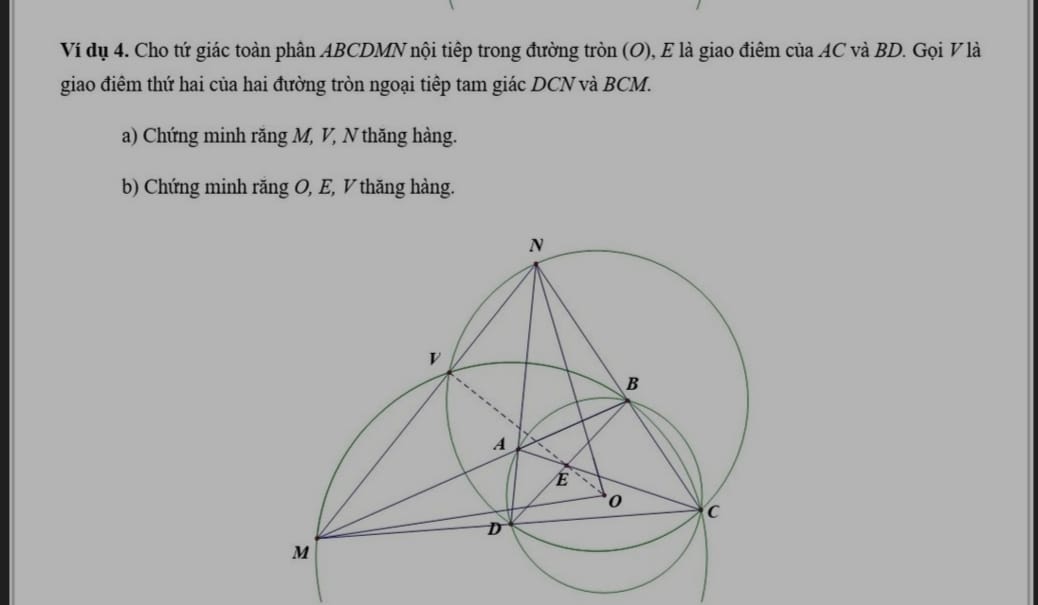 Ví dụ 4. Cho tứ giác toàn phần ABCDMN nội tiếp trong đường tròn (O), E là giao điểm của AC và BD. Gọi V là
giao điểm thứ hai của hai đường tròn ngoại tiếp tam giác DCN và BCM.
a) Chứng minh rằng M, V, N thẳng hàng.
b) Chứng minh rằng O, E, V thẳng hàng.
N
V
B
A
E
O
C
D
M